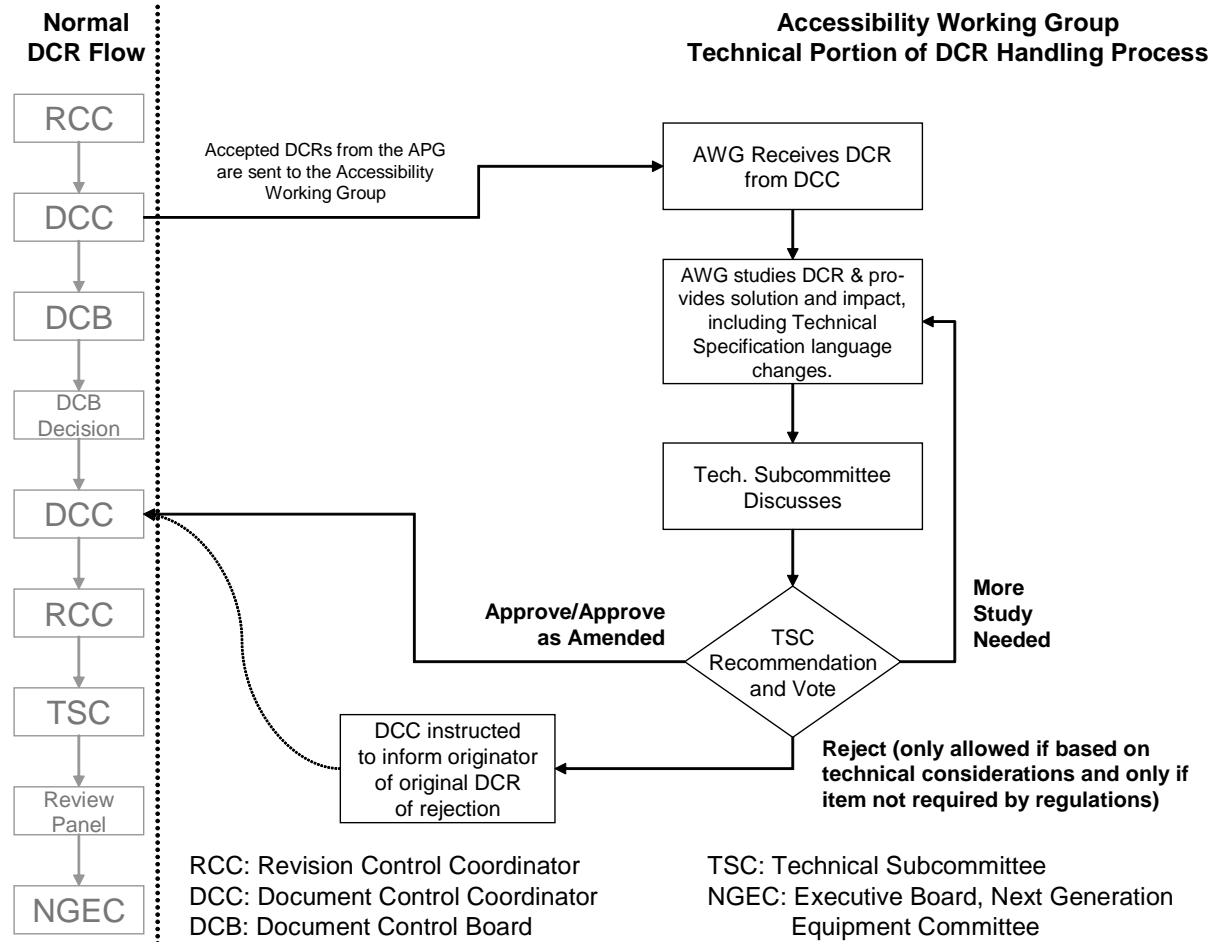 Normal
DCR Flow
Accessibility Working Group
Technical Portion of DCR Handling Process
RCC
DCC
DCB
DCB
Decision
DCC
RCC
TSC
Review
Panel
NGEC
Accepted DCRs from the APG
are sent to the Accessibility
Working Group
AWG Receives DCR
from DCC
AWG studies DCR & pro-
vides solution and impact,
including Technical
Specification language
changes.
Tech. Subcommittee
Discusses
TSC
Recommendation
and Vote
Approve/Approve
as Amended
More
Study
Needed
DCC instructed
to inform originator
of original DCR
of rejection
Reject (only allowed if based on
technical considerations and only if
item not required by regulations)
RCC: Revision Control Coordinator
DCC: Document Control Coordinator
DCB: Document Control Board
TSC: Technical Subcommittee
NGEC: Executive Board, Next Generation
Equipment Committee